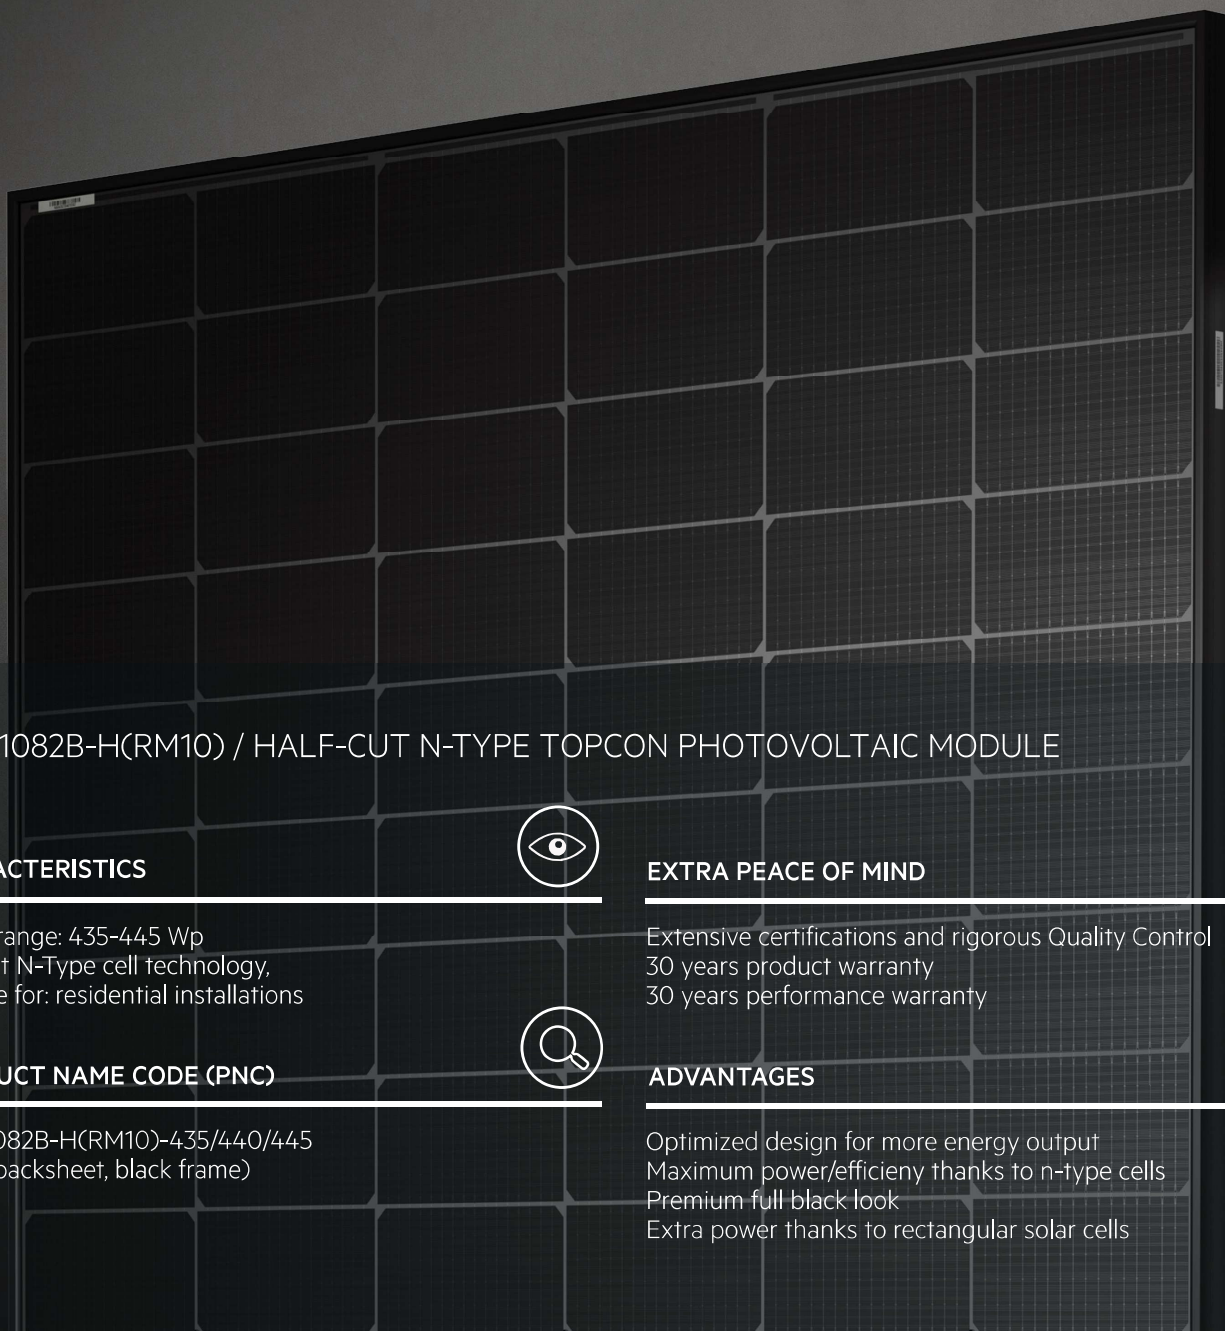 1082B-H(RM10) / HALF-CUT N-TYPE TOPCON PHOTOVOLTAIC MODULE
ACTERISTICS
range: 435-445 Wp
t N-Type cell technology,
e for: residential installations
UCT NAME CODE (PNC)
082B-H(RM10)-435/440/445
backsheet, black frame)
EXTRA PEACE OF MIND
Extensive certifications and rigorous Quality Control
30 years product warranty
30 years performance warranty
ADVANTAGES
Optimized design for more energy output
Maximum power/efficieny thanks to n-type cells
Premium full black look
Extra power thanks to rectangular solar cells